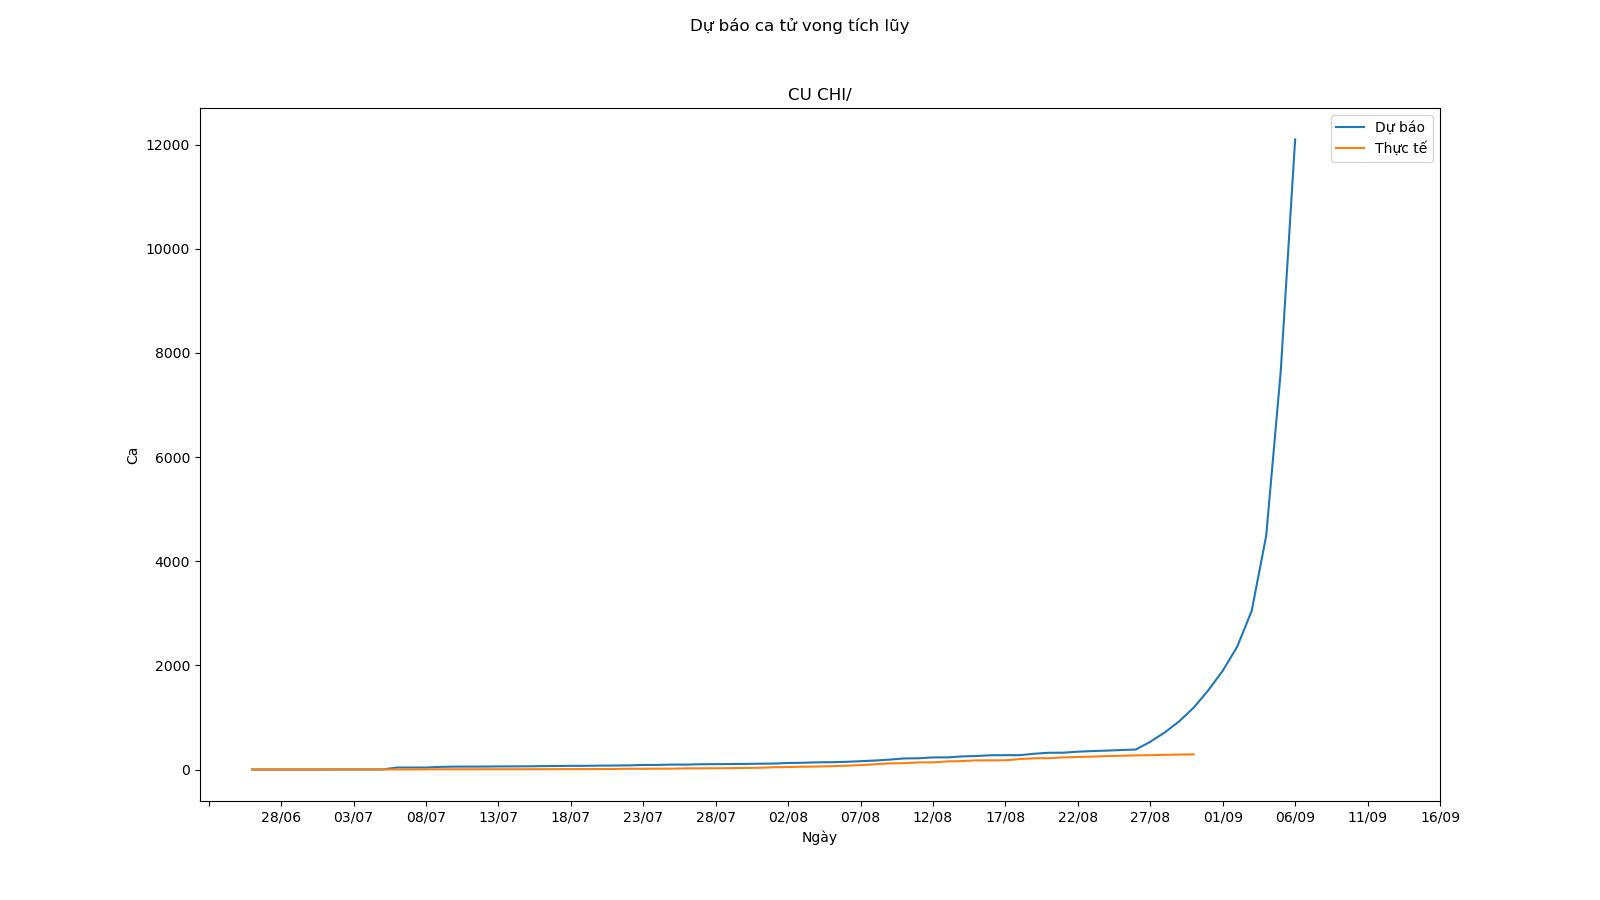 Dự báo ca tử vong tích lũy
CU CHI/
Dự báo
Thực tế
12000
10000
8000
6000
4000
2000
0
Ca
28/06 03/07 08/07 13/07 18/07 23/07 28/07 02/08 07/08 12/08 17/08 22/08 27/08 01/09 06/09 11/09 16/09
Ngày